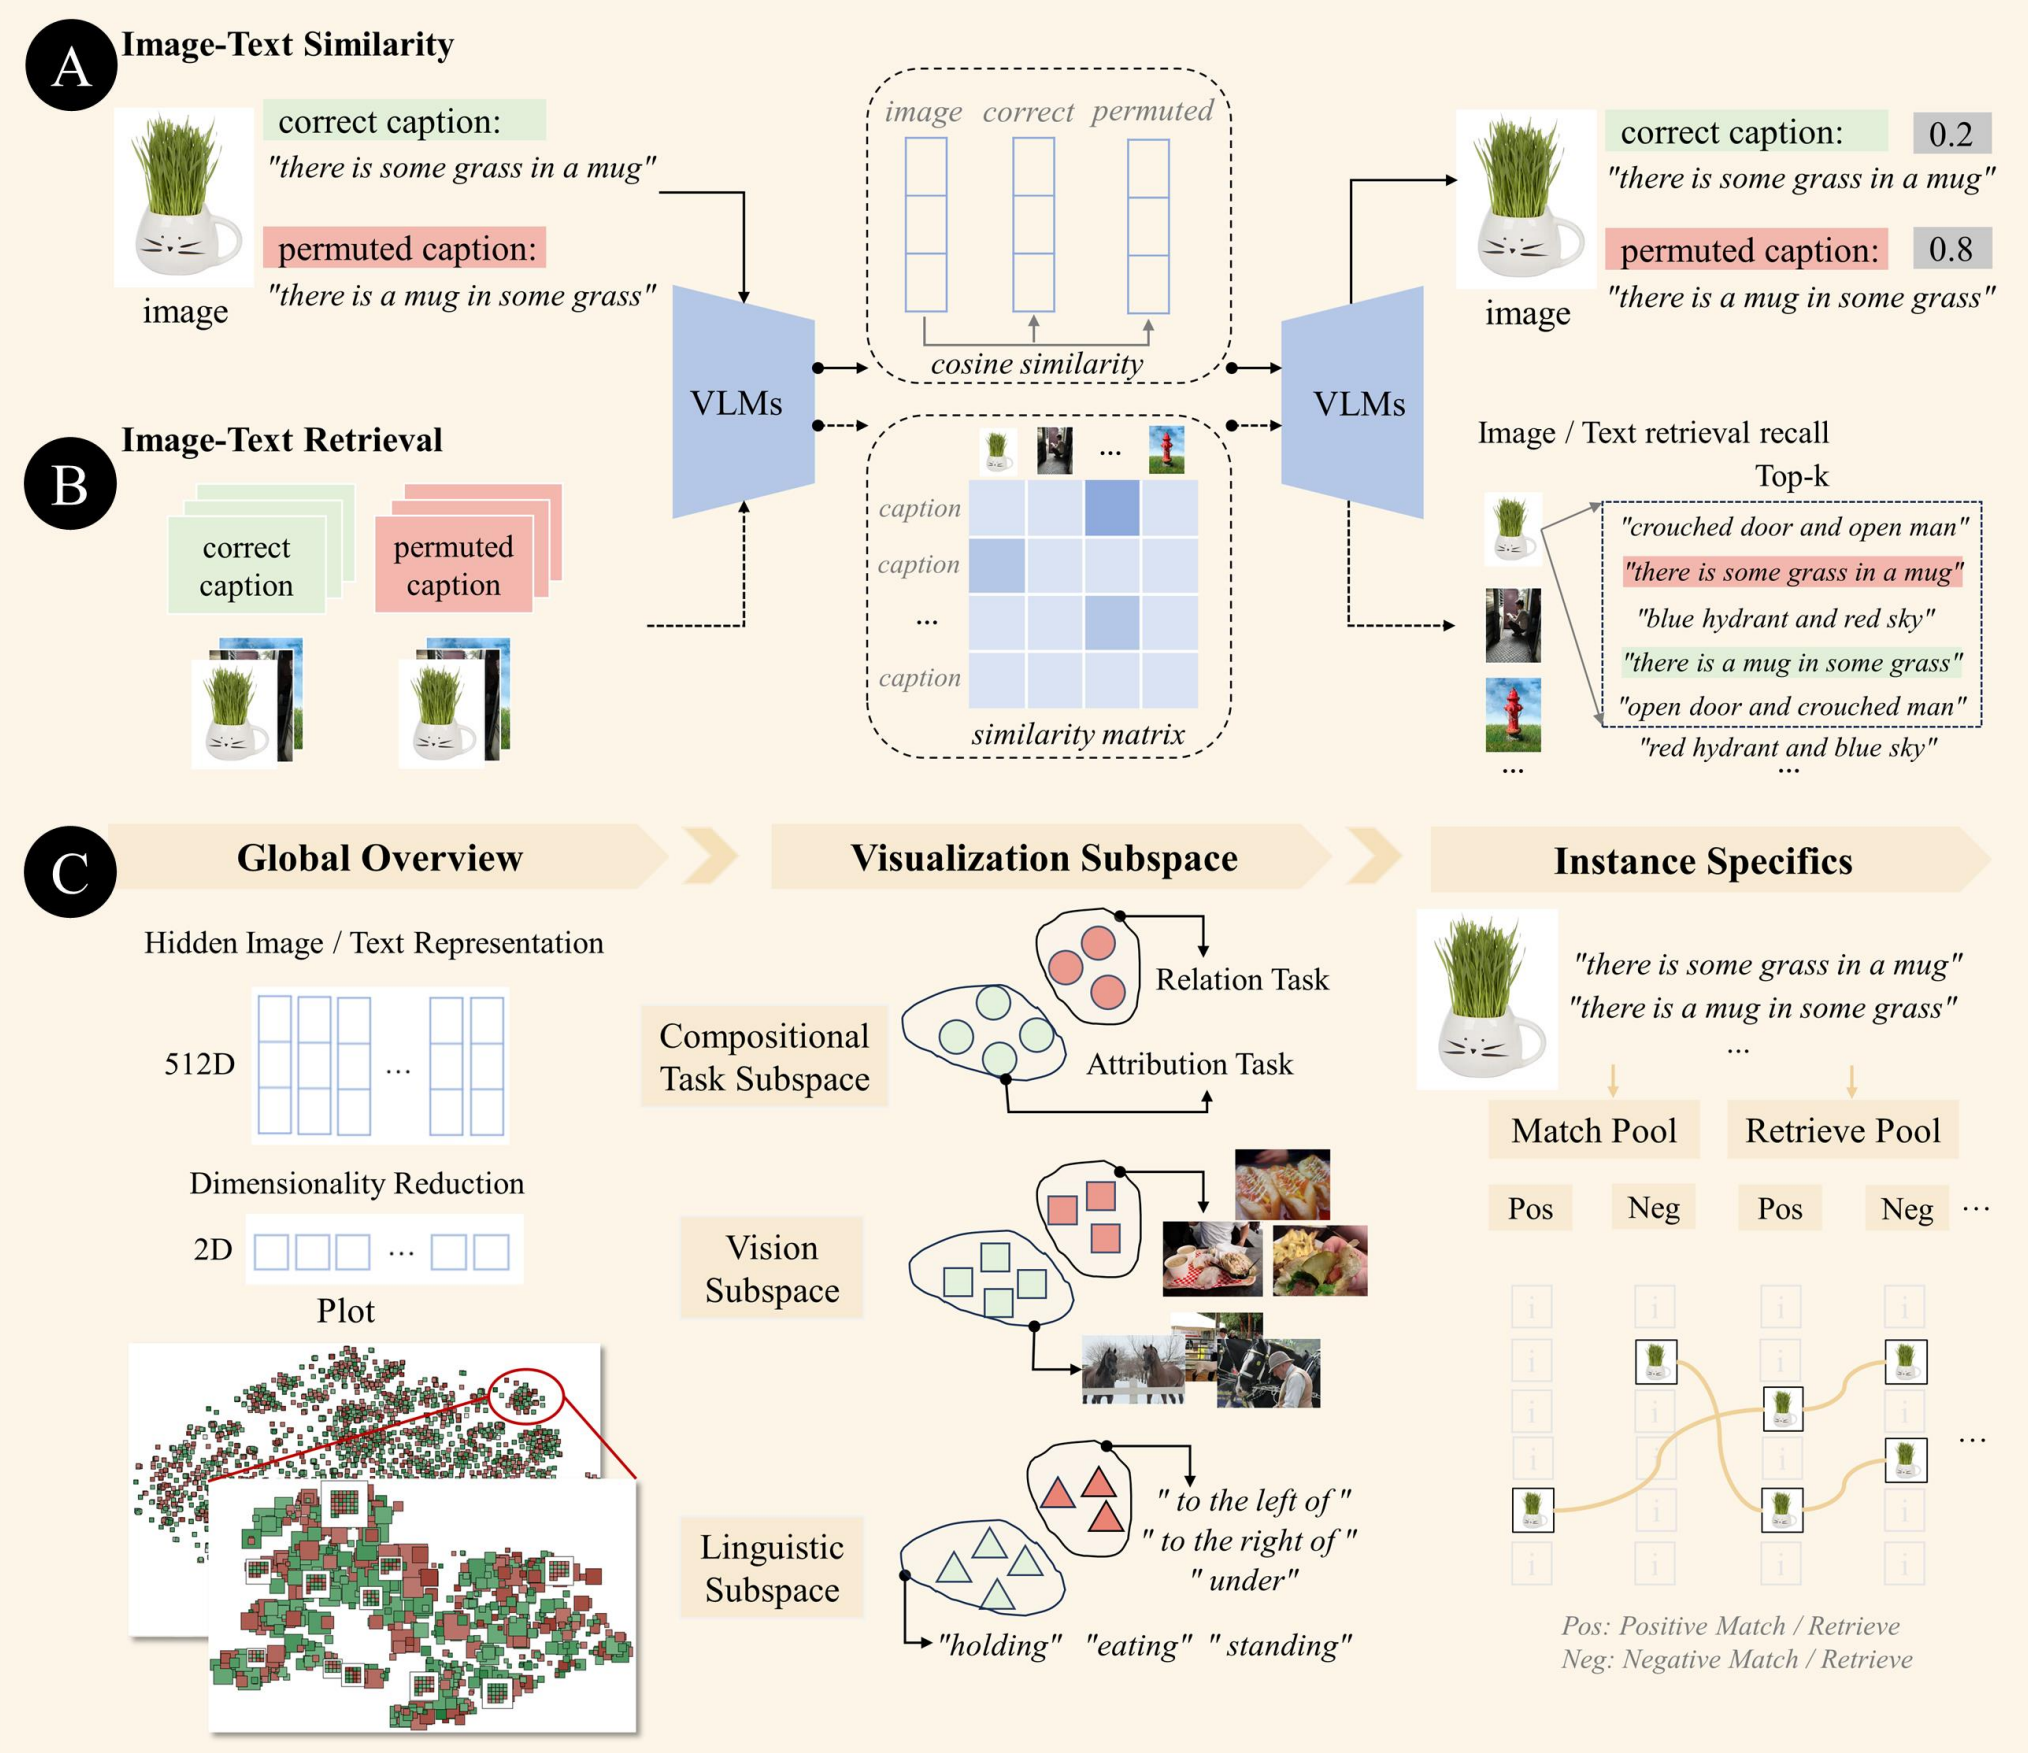 A
Image-Text Similarity
correct caption:
"there is some grass in a mug"
permuted caption:
"there is a mug in some grass"
image
VLMs
image correct permuted
cosine similarity
VLMs
image
correct caption: 0.2
"there is some grass in a mug"
permuted caption: 0.8
"there is a mug in some grass"
B
Image-Text Retrieval
correct
caption
permuted
caption
...
caption
caption
...
caption
similarity matrix
Image / Text retrieval recall
Top-k
"crouched door and open man"
"there is some grass in a mug"
"blue hydrant and red sky"
"there is a mug in some grass"
"open door and crouched man"
"red hydrant and blue sky"
...
...
C
Global Overview
Visualization Subspace
Instance Specifics
Hidden Image / Text Representation
512D
...
Dimensionality Reduction
2D
...
Plot
Compositional
Task Subspace
Relation Task
Attribution Task
Vision
Subspace
Linguistic
Subspace
" to the left of "
" to the right of "
" under"
"holding" "eating" " standing"
"there is some grass in a mug"
"there is a mug in some grass"
...
Match Pool
Retrieve Pool
Pos Neg Pos Neg ...
i i i i
i i
i i
i i ...
i i
i i i i
Pos: Positive Match / Retrieve
Neg: Negative Match / Retrieve